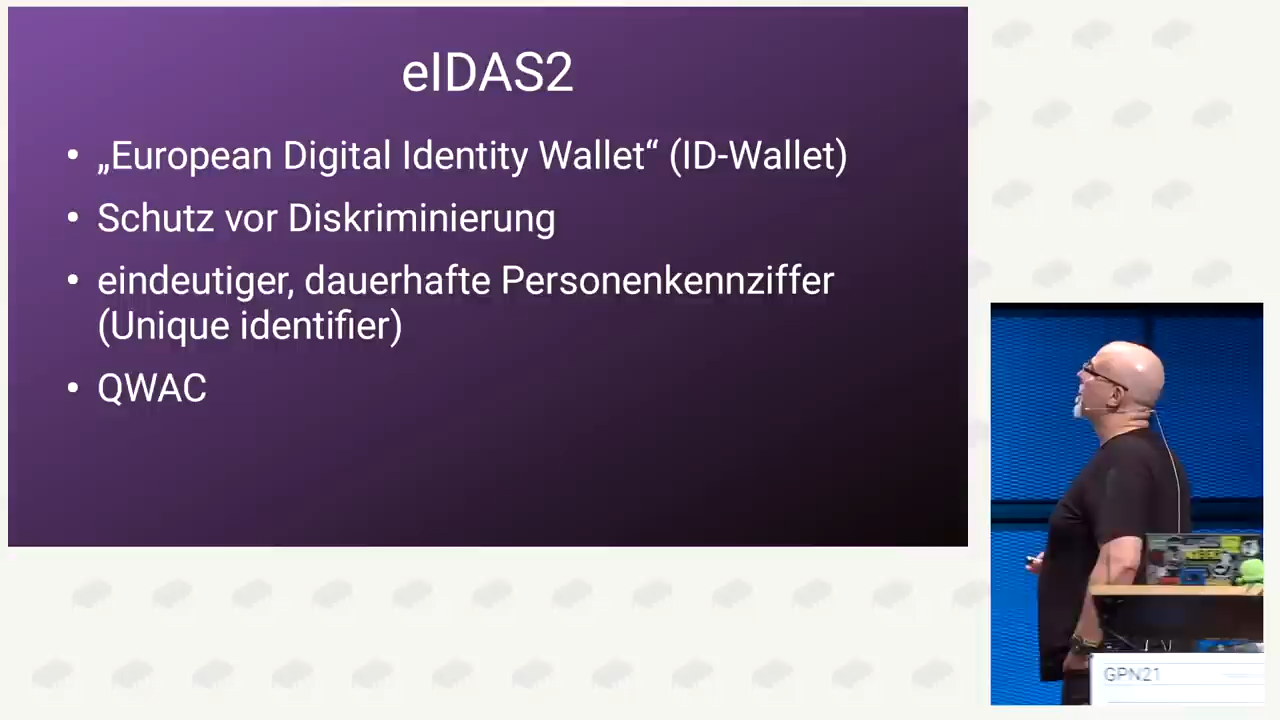 eIDAS2
• „European Digital Identity Wallet“ (ID-Wallet)
• Schutz vor Diskriminierung
• eindeutiger, dauerhafte Personenkennziffer
(Unique identifier)
• QWAC
GPN21